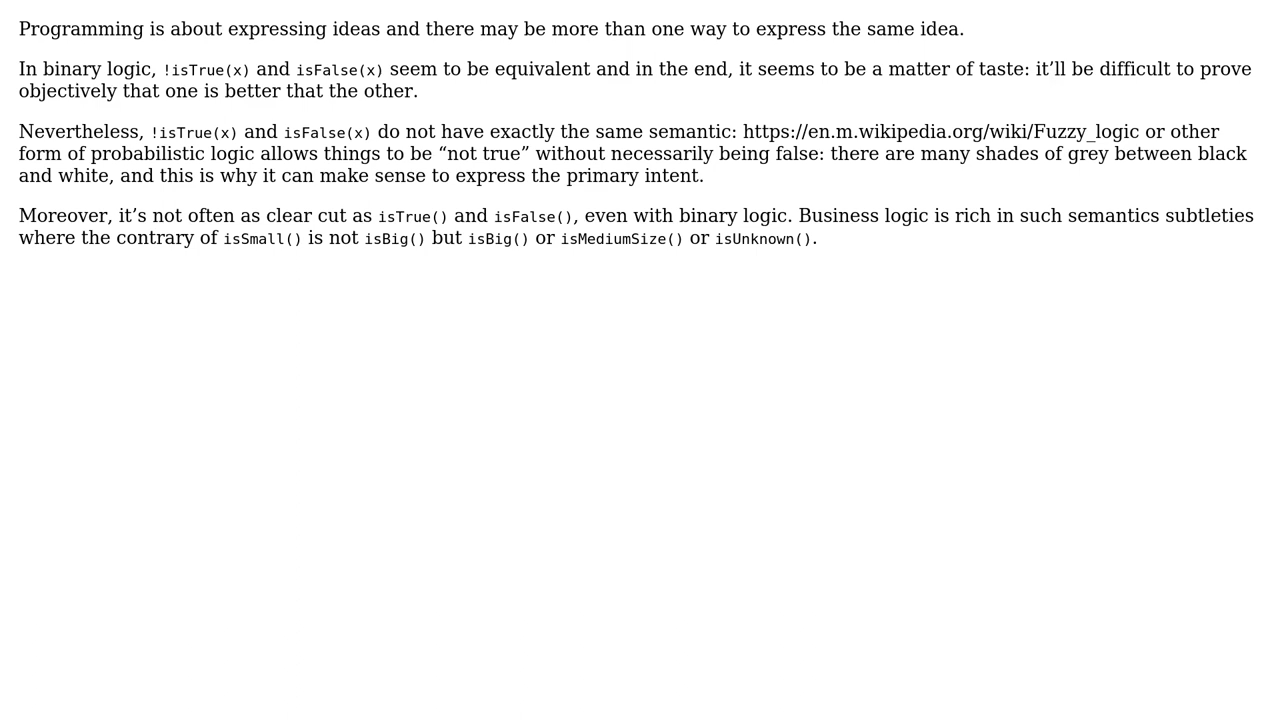 Programming is about expressing ideas and there may be more than one way to express the same idea.
In binary logic, !isTrue(x) and isFalse(x) seem to be equivalent and in the end, it seems to be a matter of taste: it’ll be difficult to prove
objectively that one is better that the other.
Nevertheless, !isTrue(x) and isFalse(x) do not have exactly the same semantic: https://en.m.wikipedia.org/wiki/Fuzzy_logic or other
form of probabilistic logic allows things to be “not true” without necessarily being false: there are many shades of grey between black
and white, and this is why it can make sense to express the primary intent.
Moreover, it’s not often as clear cut as isTrue() and isFalse(), even with binary logic. Business logic is rich in such semantics subtleties
where the contrary of isSmall() is not isBig() but isBig() or isMediumSize() or isUnknown().